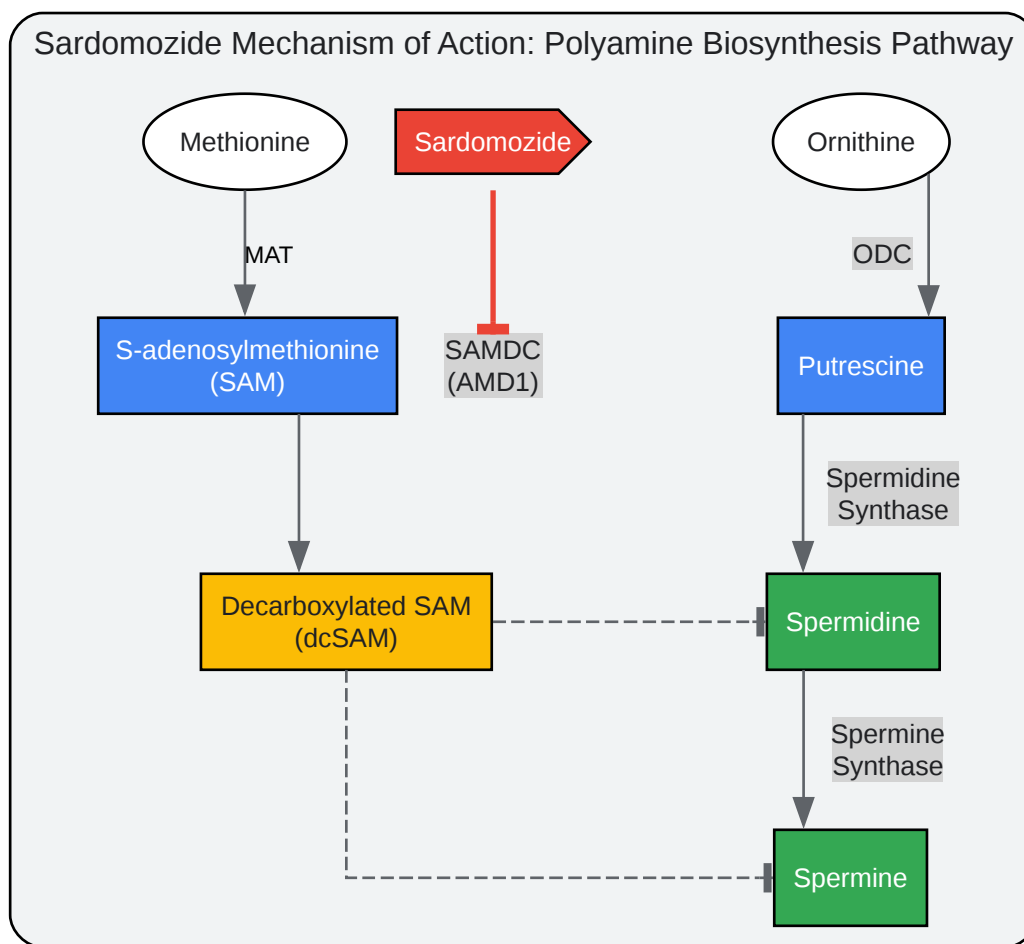 Sardomozide Mechanism of Action: Polyamine Biosynthesis Pathway
Methionine
Sardomozide
Ornithine
MAT
ODC
S-adenosylmethionine
(SAM)
SAMDC
(AMD1)
Putrescine
Spermidine
Synthase
Decarboxylated SAM
(dcSAM)
Spermidine
Spermine
Synthase
Spermine